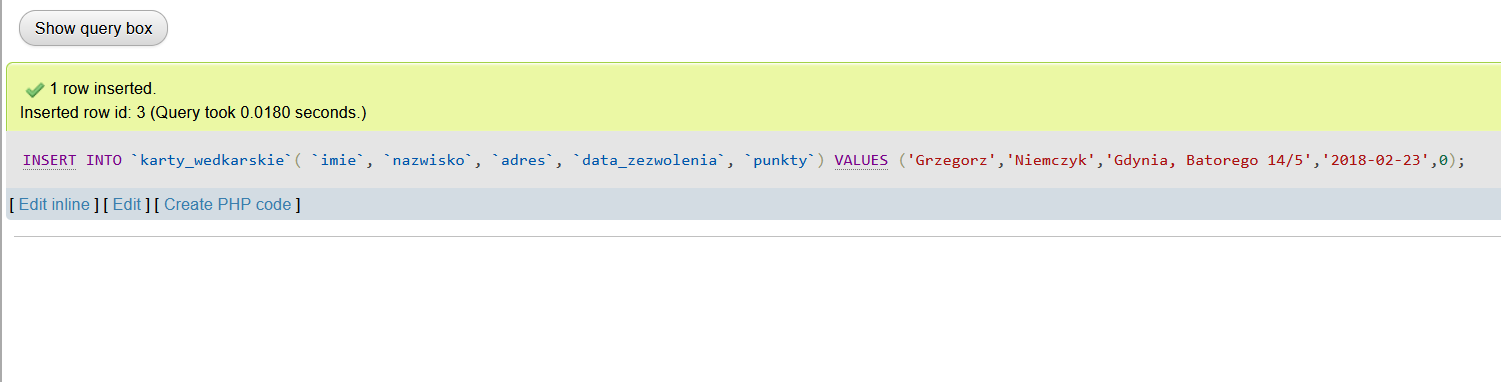 Show query box
1 row inserted.
Inserted row id: 3 (Query took 0.0180 seconds.)
INSERT INTO `karty_wedkarskie`( `imie`, `nazwisko`, `adres`, `data_zezwolenia`, `punkty`) VALUES ('Grzegorz','Niemczyk','Gdynia, Batorego 14/5','2018-02-23',0);
[ Edit inline ] [ Edit ] [ Create PHP code ]